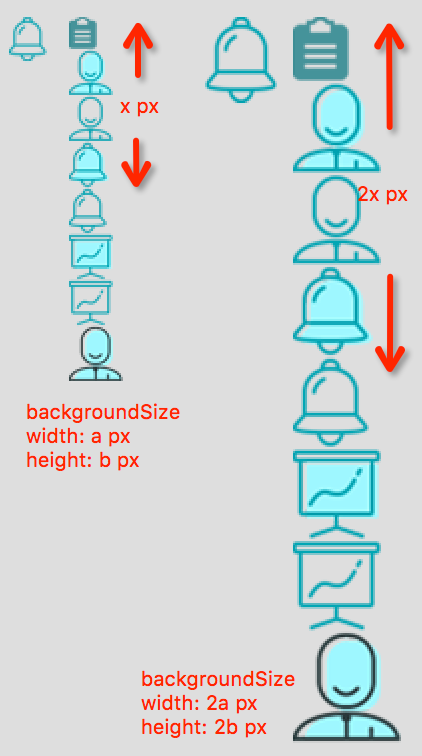 x px
2x px
backgroundSize
width: a px
height: b px
backgroundSize
width: 2a px
height: 2b px